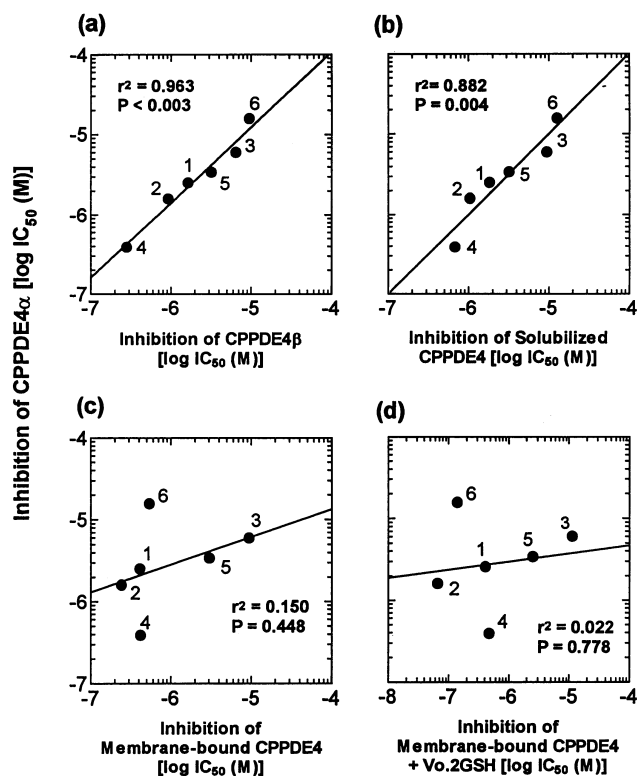 (a)
-4
-5
-6
-7
r² = 0.963
P < 0.003
6
3
1
5
2
4
-7
-6
-5
-4
Inhibition of CPPDE4β
[log IC₅₀ (M)]
(b)
r²= 0.882
P = 0.004
6
3
1
5
2
4
-7
-6
-5
-4
Inhibition of Solubilized
CPPDE4 [log IC₅₀ (M)]
Inhibition of CPPDE4α [log IC₅₀ (M)]
(c)
-4
-5
-6
-7
6
3
1
5
2
4
r² = 0.150
P = 0.448
-7
-6
-5
-4
Inhibition of
Membrane-bound CPPDE4
[log IC₅₀ (M)]
(d)
6
3
5
1
2
4
r² = 0.022
P = 0.778
-8
-7
-6
-5
-4
Inhibition of
Membrane-bound CPPDE4
+ Vo.2GSH [log IC₅₀ (M)]